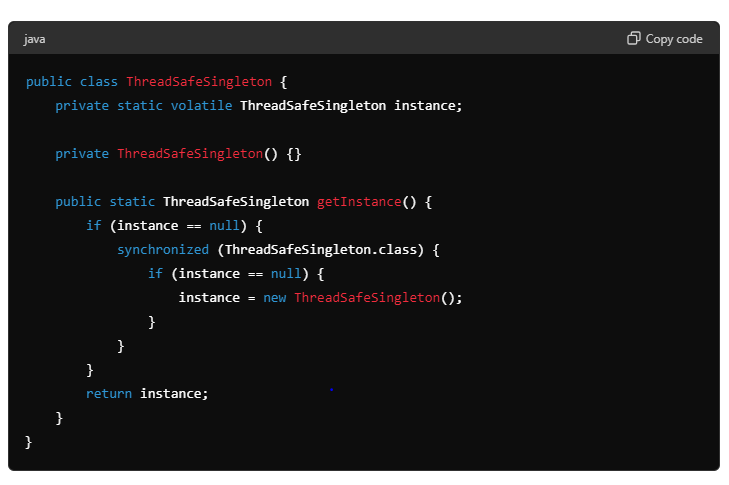 java
Copy code
public class ThreadSafeSingleton {
    private static volatile ThreadSafeSingleton instance;
    private ThreadSafeSingleton() {}
    public static ThreadSafeSingleton getInstance() {
        if (instance == null) {
            synchronized (ThreadSafeSingleton.class) {
                if (instance == null) {
                    instance = new ThreadSafeSingleton();
                }
            }
        }
        return instance;
    }
}